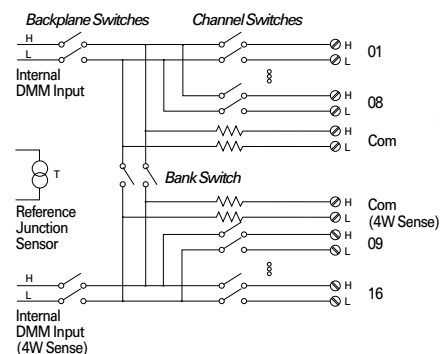 Backplane Switches
Channel Switches
H
L
H
L
01
Internal
DMM Input
H
L
08
H
L
Com
T
Bank Switch
Reference
Junction
Sensor
H
L
Com
(4W Sense)
H
L
09
H
L
H
L
16
Internal
DMM Input
(4W Sense)